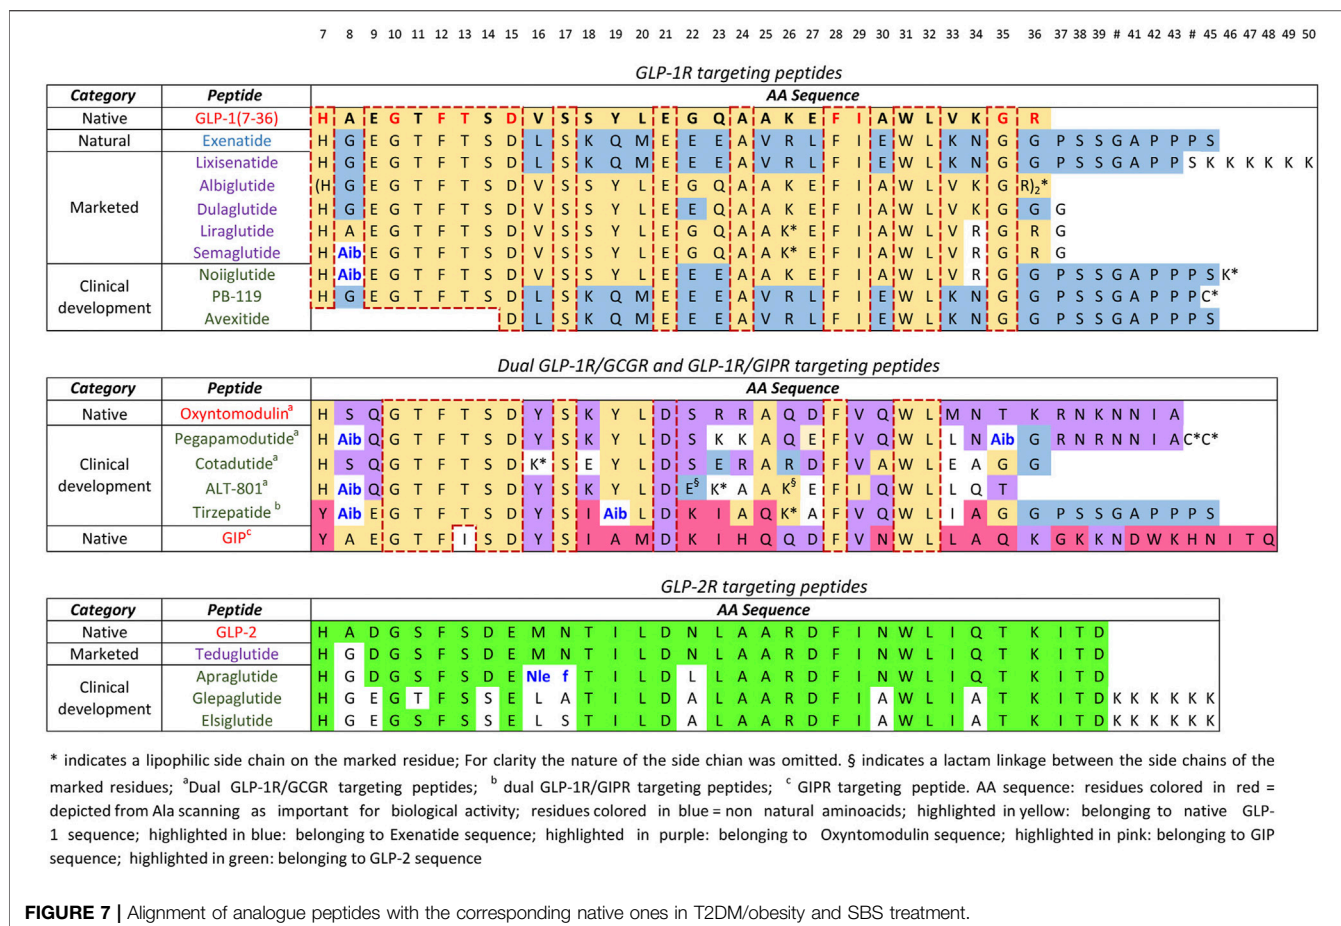 7 8 9 10 11 12 13 14 15 16 17 18 19 20 21 22 23 24 25 26 27 28 29 30 31 32 33 34 35 36 37 38 39 # 41 42 43 # 45 46 47 48 49 50
GLP-1R targeting peptides
Category Peptide AA Sequence
Native GLP-1(7-36) H A E G T F T S D V S S Y L E G Q A A K E F I A W L V K G R
Natural Exenatide H G E G T F T S D L S K Q M E E E A V R L F I E W L K N G G P S S G A P P P S
Lixisenatide H G E G T F T S D L S K Q M E E E A V R L F I E W L K N G G P S S G A P P S K K K K K K
Albiglutide (H G E G T F T S D V S S Y L E G Q A A K E F I A W L V K G R)2*
Marketed Dulaglutide H G E G T F T S D V S S Y L E E Q A A K E F I A W L V K G G G
Liraglutide H A E G T F T S D V S S Y L E G Q A A K* E F I A W L V R G R G
Semaglutide H Aib E G T F T S D V S S Y L E G Q A A K* E F I A W L V R G R G
Clinical development Noiiglutide H Aib E G T F T S D V S S Y L E E E A A K E F I A W L V R G G P S S G A P P P S K*
PB-119 H G E G T F T S D L S K Q M E E E A V R L F I E W L K N G G P S S G A P P P C*
Avexitide D L S K Q M E E E A V R L F I E W L K N G G P S S G A P P P S
Dual GLP-1R/GCGR and GLP-1R/GIPR targeting peptides
Category Peptide AA Sequence
Native Oxyntomodulin^a H S Q G T F T S D Y S K Y L D S R R A Q D F V Q W L M N T K R N K N N I A
Pegapamodutide^a H Aib Q G T F T S D Y S K Y L D S K K A Q E F V Q W L L N Aib G R N R N N I A C* C*
Clinical development Cotadutide^a H S Q G T F T S D K* S E Y L D S E R A R D F V A W L E A G G
ALT-801^a H Aib Q G T F T S D Y S K Y L D E§ K* A A K§ E F I Q W L L Q T
Tirzepatide^b Y Aib E G T F T S D Y S I Aib L D K I A Q K* A F V Q W L I A G G P S S G A P P P S
Native GIP^c Y A E G T F I S D Y S I A M D K I H Q Q D F V N W L L A Q K G K K N D W K H N I T Q
GLP-2R targeting peptides
Category Peptide AA Sequence
Native GLP-2 H A D G S F S D E M N T I L D N L A A R D F I N W L I Q T K I T D
Marketed Teduglutide H G D G S F S D E M N T I L D N L A A R D F I N W L I Q T K I T D
Clinical development Apraglutide H G D G S F S D E Nle f T I L D L L A A R D F I N W L I Q T K I T D
Glepaglutide H G E G T F S S E L A T I L D A L A A R D F I A W L I A T K I T D K K K K K K
Elsiglutide H G E G S F S S E L S T I L D A L A A R D F I A W L I A T K I T D K K K K K K
* indicates a lipophilic side chain on the marked residue; For clarity the nature of the side chian was omitted. § indicates a lactam linkage between the side chains of the
marked residues; ^aDual GLP-1R/GCGR targeting peptides; ^b dual GLP-1R/GIPR targeting peptides; ^c GIPR targeting peptide. AA sequence: residues colored in red =
depicted from Ala scanning as important for biological activity; residues colored in blue = non natural aminoacids; highlighted in yellow: belonging to native GLP-
1 sequence; highlighted in blue: belonging to Exenatide sequence; highlighted in purple: belonging to Oxyntomodulin sequence; highlighted in pink: belonging to GIP
sequence; highlighted in green: belonging to GLP-2 sequence
FIGURE 7 | Alignment of analogue peptides with the corresponding native ones in T2DM/obesity and SBS treatment.